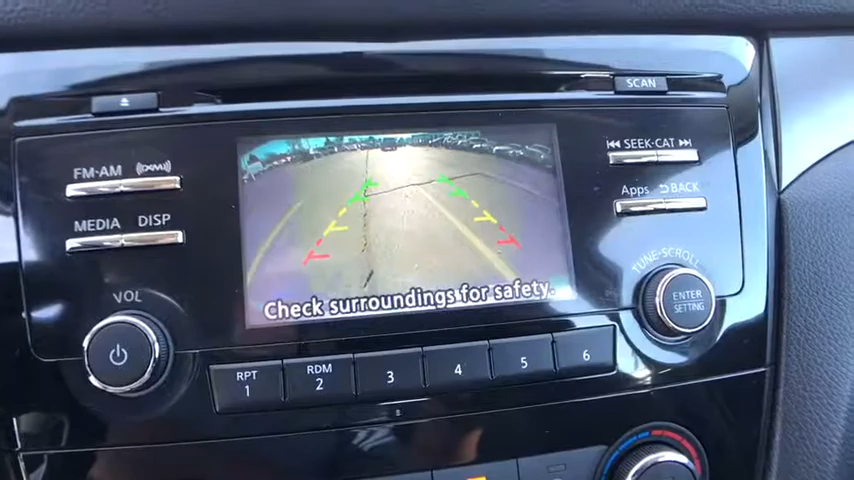 SCAN
FM·AM ((XM))
MEDIA DISP
SEEK·CAT
Apps BACK
Check surroundings for safety.
VOL
TUNE·SCROLL
ENTER
SETTING
RPT RDM
1 2 3 4 5 6